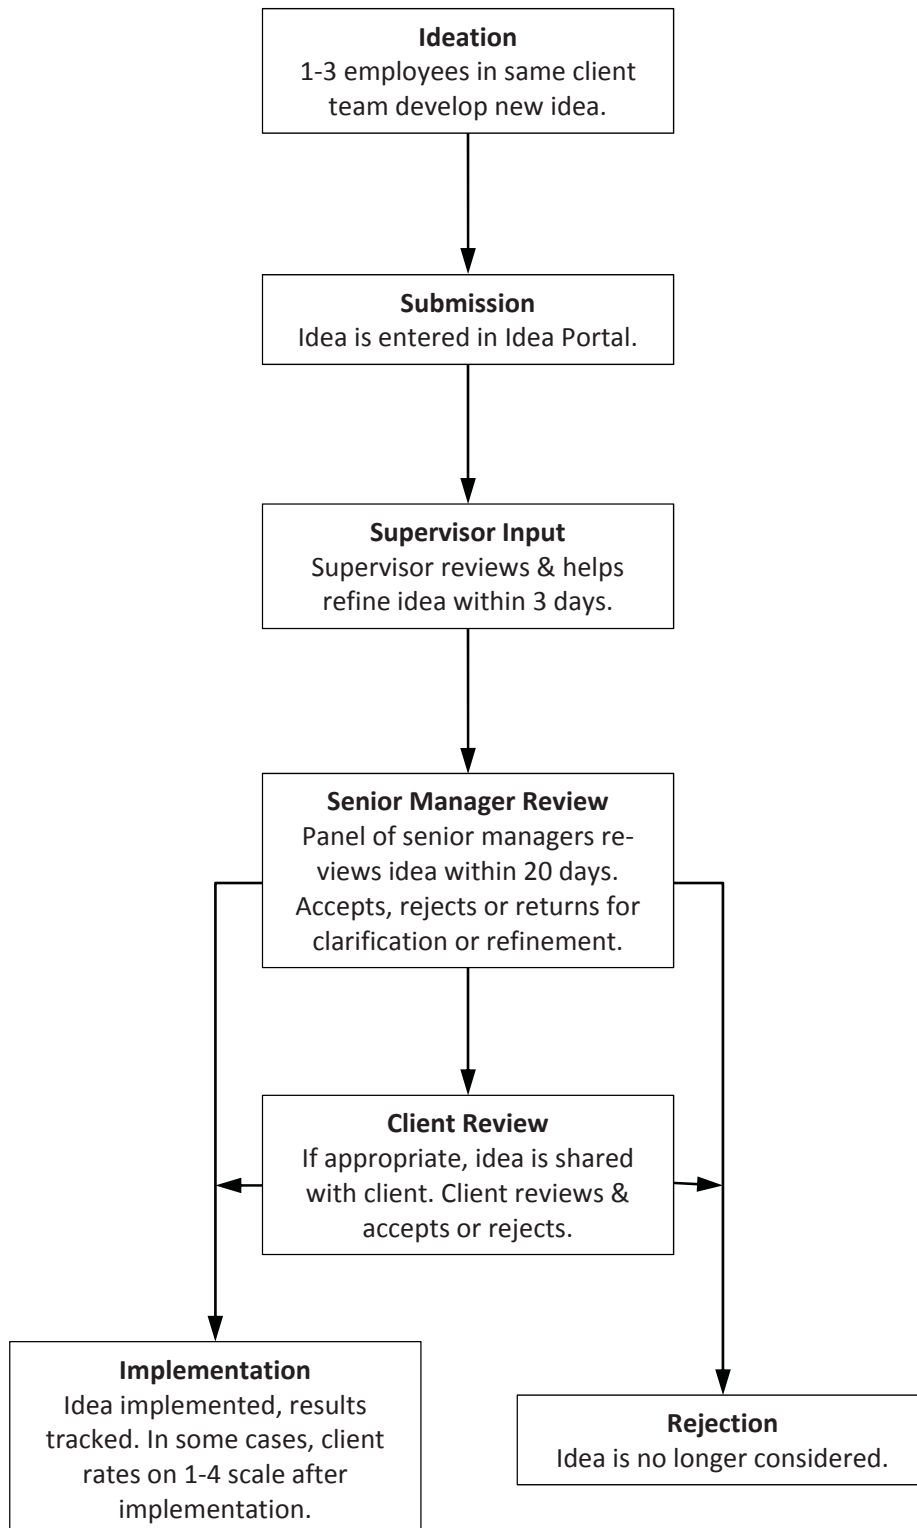 Ideation
1-3 employees in same client
team develop new idea.
Submission
Idea is entered in Idea Portal.
Supervisor Input
Supervisor reviews & helps
refine idea within 3 days.
Senior Manager Review
Panel of senior managers re-
views idea within 20 days.
Accepts, rejects or returns for
clarification or refinement.
Client Review
If appropriate, idea is shared
with client. Client reviews &
accepts or rejects.
Implementation
Idea implemented, results
tracked. In some cases, client
rates on 1-4 scale after
implementation.
Rejection
Idea is no longer considered.